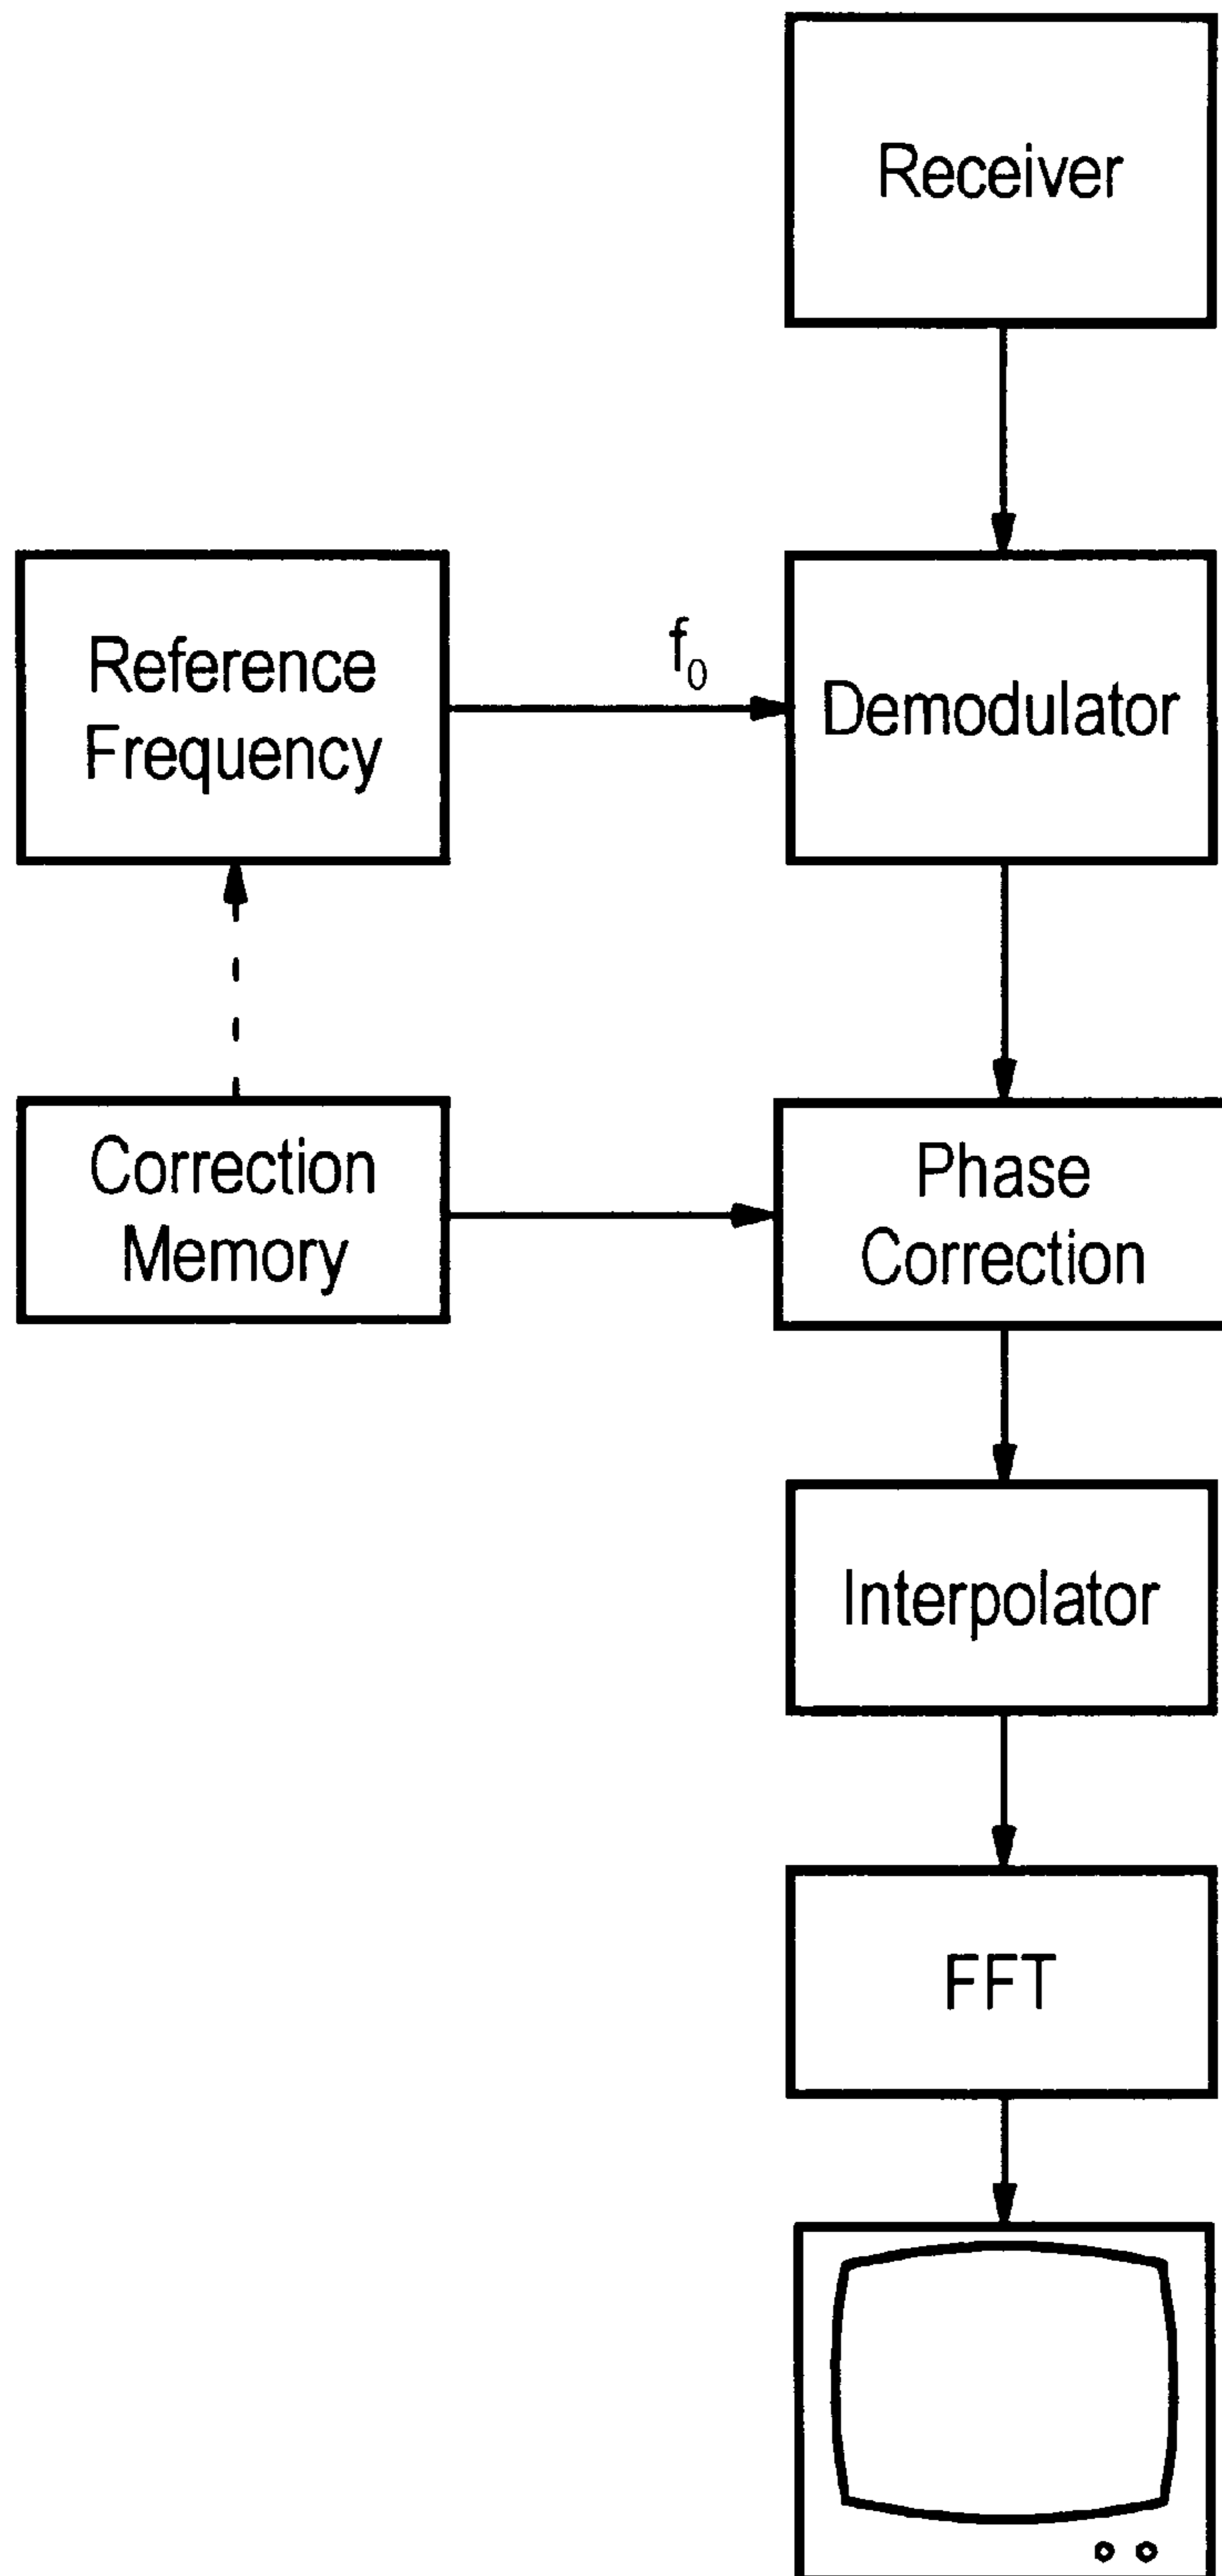 Receiver
Reference
Frequency
f₀
Demodulator
Correction
Memory
Phase
Correction
Interpolator
FFT